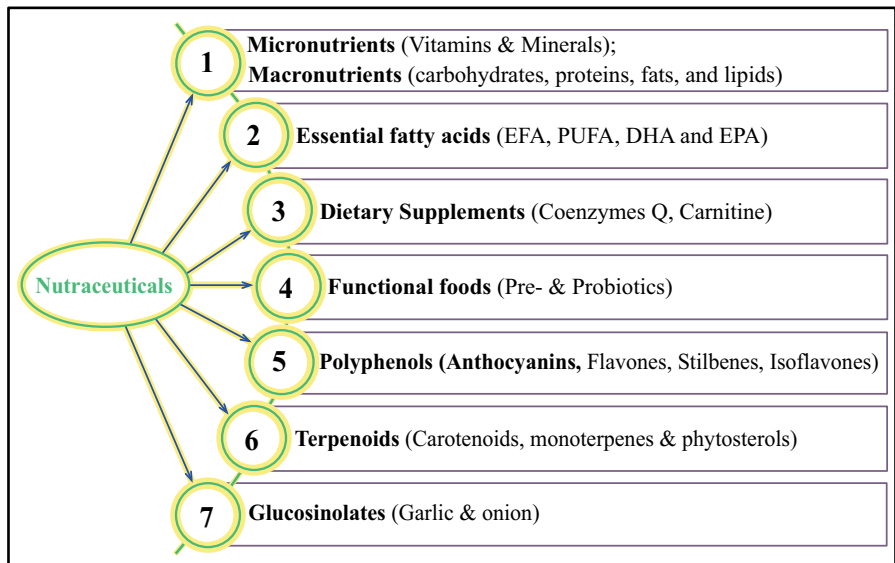 1
Micronutrients (Vitamins & Minerals);
Macronutrients (carbohydrates, proteins, fats, and lipids)
2
Essential fatty acids (EFA, PUFA, DHA and EPA)
3
Dietary Supplements (Coenzymes Q, Carnitine)
Nutraceuticals
4
Functional foods (Pre- & Probiotics)
5
Polyphenols (Anthocyanins, Flavones, Stilbenes, Isoflavones)
6
Terpenoids (Carotenoids, monoterpenes & phytosterols)
7
Glucosinolates (Garlic & onion)